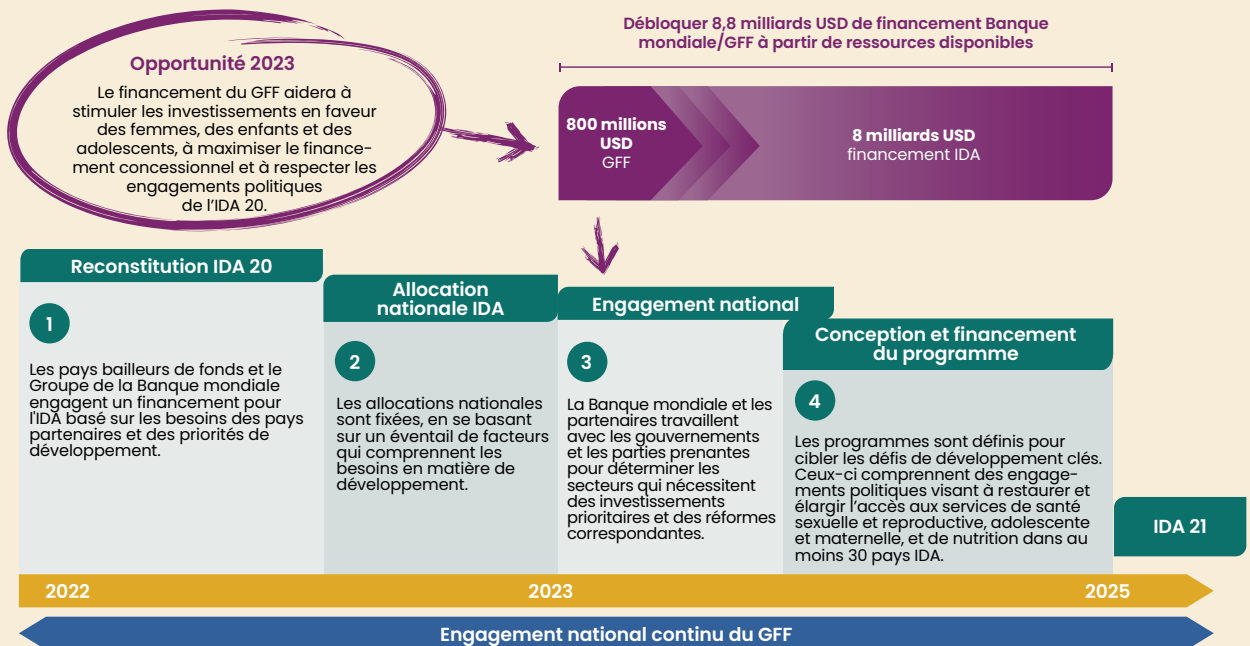 Opportunité 2023
Le financement du GFF aidera à
stimuler les investissements en faveur
des femmes, des enfants et des
adolescents, à maximiser le finance-
ment concessionnel et à respecter les
engagements politiques
de l'IDA 20.
Débloquer 8,8 milliards USD de financement Banque
mondiale/GFF à partir de ressources disponibles
800 millions
USD
GFF
8 milliards USD
financement IDA
Reconstitution IDA 20
1
Les pays bailleurs de fonds et le
Groupe de la Banque mondiale
engagent un financement pour
l'IDA basé sur les besoins des pays
partenaires et des priorités de
développement.
Allocation
nationale IDA
2
Les allocations nationales
sont fixées, en se basant
sur un éventail de facteurs
qui comprennent les
besoins en matière de
développement.
Engagement national
3
La Banque mondiale et les
partenaires travaillent
avec les gouvernements
et les parties prenantes
pour déterminer les
secteurs qui nécessitent
des investissements
prioritaires et des réformes
correspondantes.
Conception et financement
du programme
4
Les programmes sont définis pour
cibler les défis de développement clés.
Ceux-ci comprennent des engage-
ments politiques visant à restaurer et
élargir l'accès aux services de santé
sexuelle et reproductive, adolescente
et maternelle, et de nutrition dans au
moins 30 pays IDA.
IDA 21
2022
2023
2025
Engagement national continu du GFF